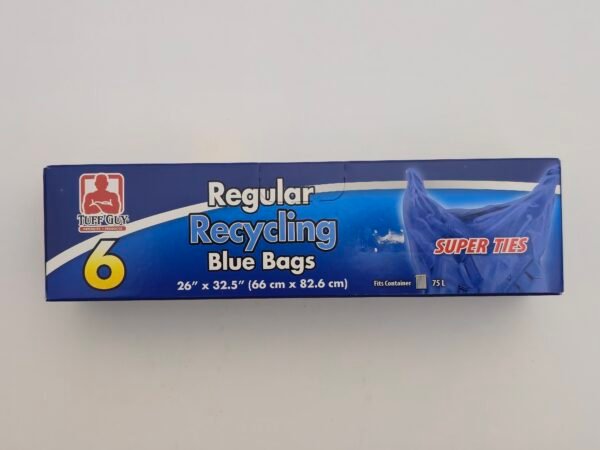 TUFF GUY
6
Regular
Recycling
Blue Bags
26" x 32.5" (66 cm x 82.6 cm)
SUPER TIES
Fits Container 75 L